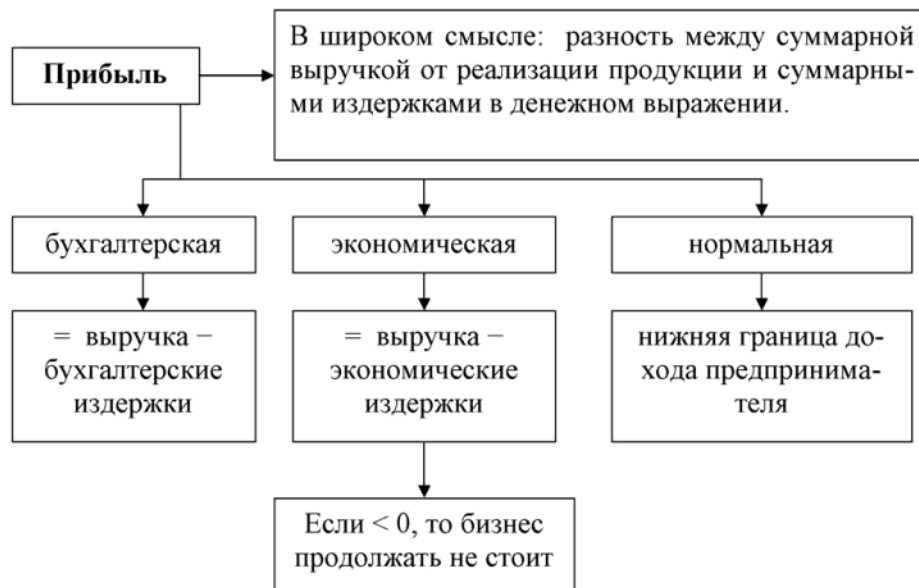 Прибыль
В широком смысле: разность между суммарной
выручкой от реализации продукции и суммарны-
ми издержками в денежном выражении.
бухгалтерская
экономическая
нормальная
= выручка −
бухгалтерские
издержки
= выручка −
экономические
издержки
нижняя граница до-
хода предпринима-
теля
Если < 0, то бизнес
продолжать не стоит